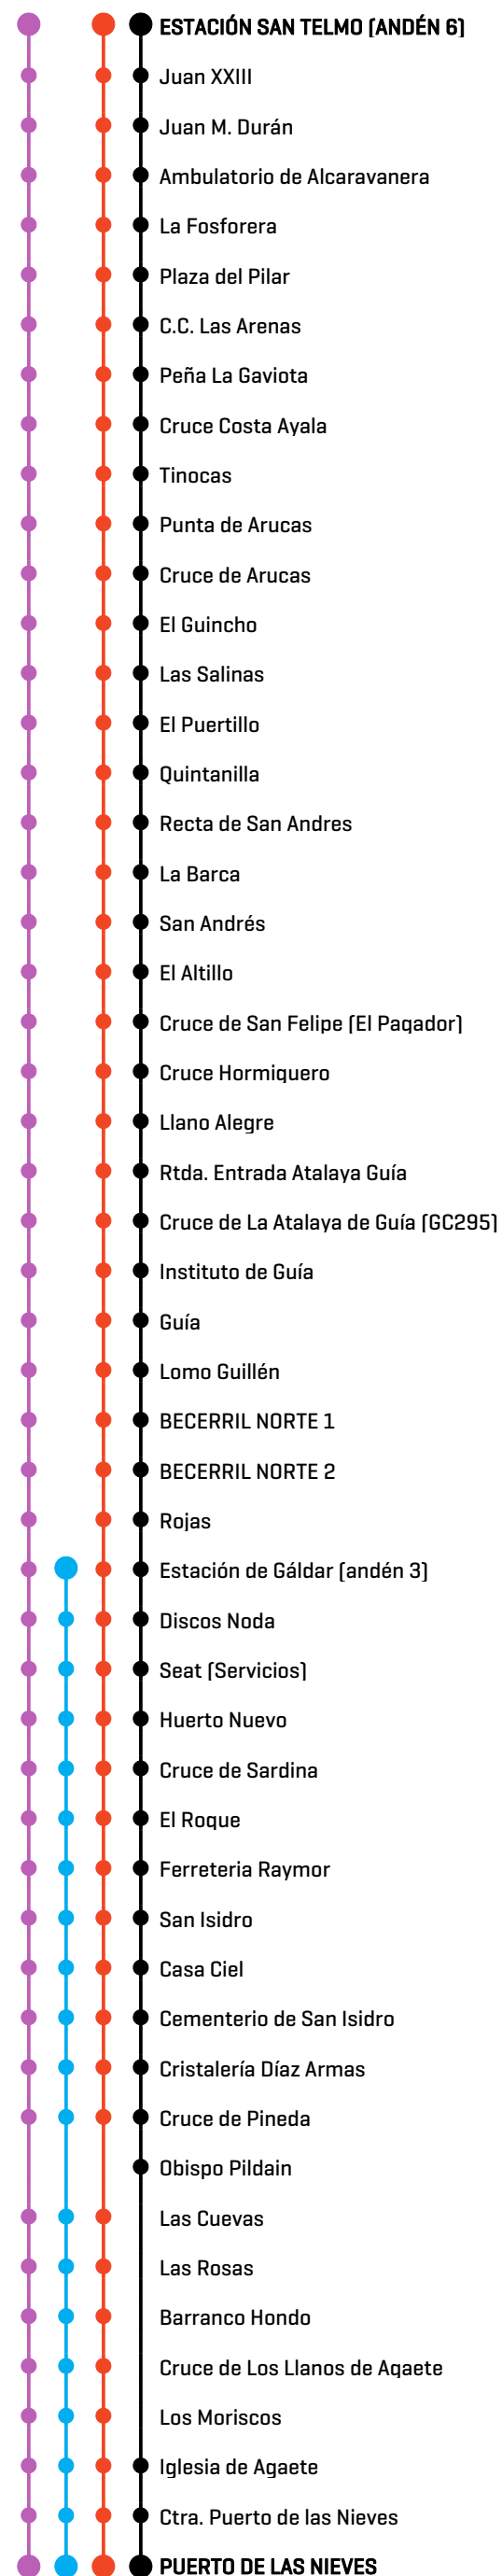 ESTACIÓN SAN TELMO (ANDÉN 6)
Juan XXIII
Juan M. Durán
Ambulatorio de Alcaravanera
La Fosforera
Plaza del Pilar
C.C. Las Arenas
Peña La Gaviota
Cruce Costa Ayala
Tinocas
Punta de Arucas
Cruce de Arucas
El Guincho
Las Salinas
El Puertillo
Quintanilla
Recta de San Andres
La Barca
San Andrés
El Altillo
Cruce de San Felipe (El Pagador)
Cruce Hormiguero
Llano Alegre
Rtda. Entrada Atalaya Guía
Cruce de La Atalaya de Guía (GC295)
Instituto de Guía
Guía
Lomo Guillén
BECERRIL NORTE 1
BECERRIL NORTE 2
Rojas
Estación de Gáldar (andén 3)
Discos Noda
Seat (Servicios)
Huerto Nuevo
Cruce de Sardina
El Roque
Ferreteria Raymor
San Isidro
Casa Ciel
Cementerio de San Isidro
Cristalería Díaz Armas
Cruce de Pineda
Obispo Pildain
Las Cuevas
Las Rosas
Barranco Hondo
Cruce de Los Llanos de Agaete
Los Moriscos
Iglesia de Agaete
Ctra. Puerto de las Nieves
PUERTO DE LAS NIEVES